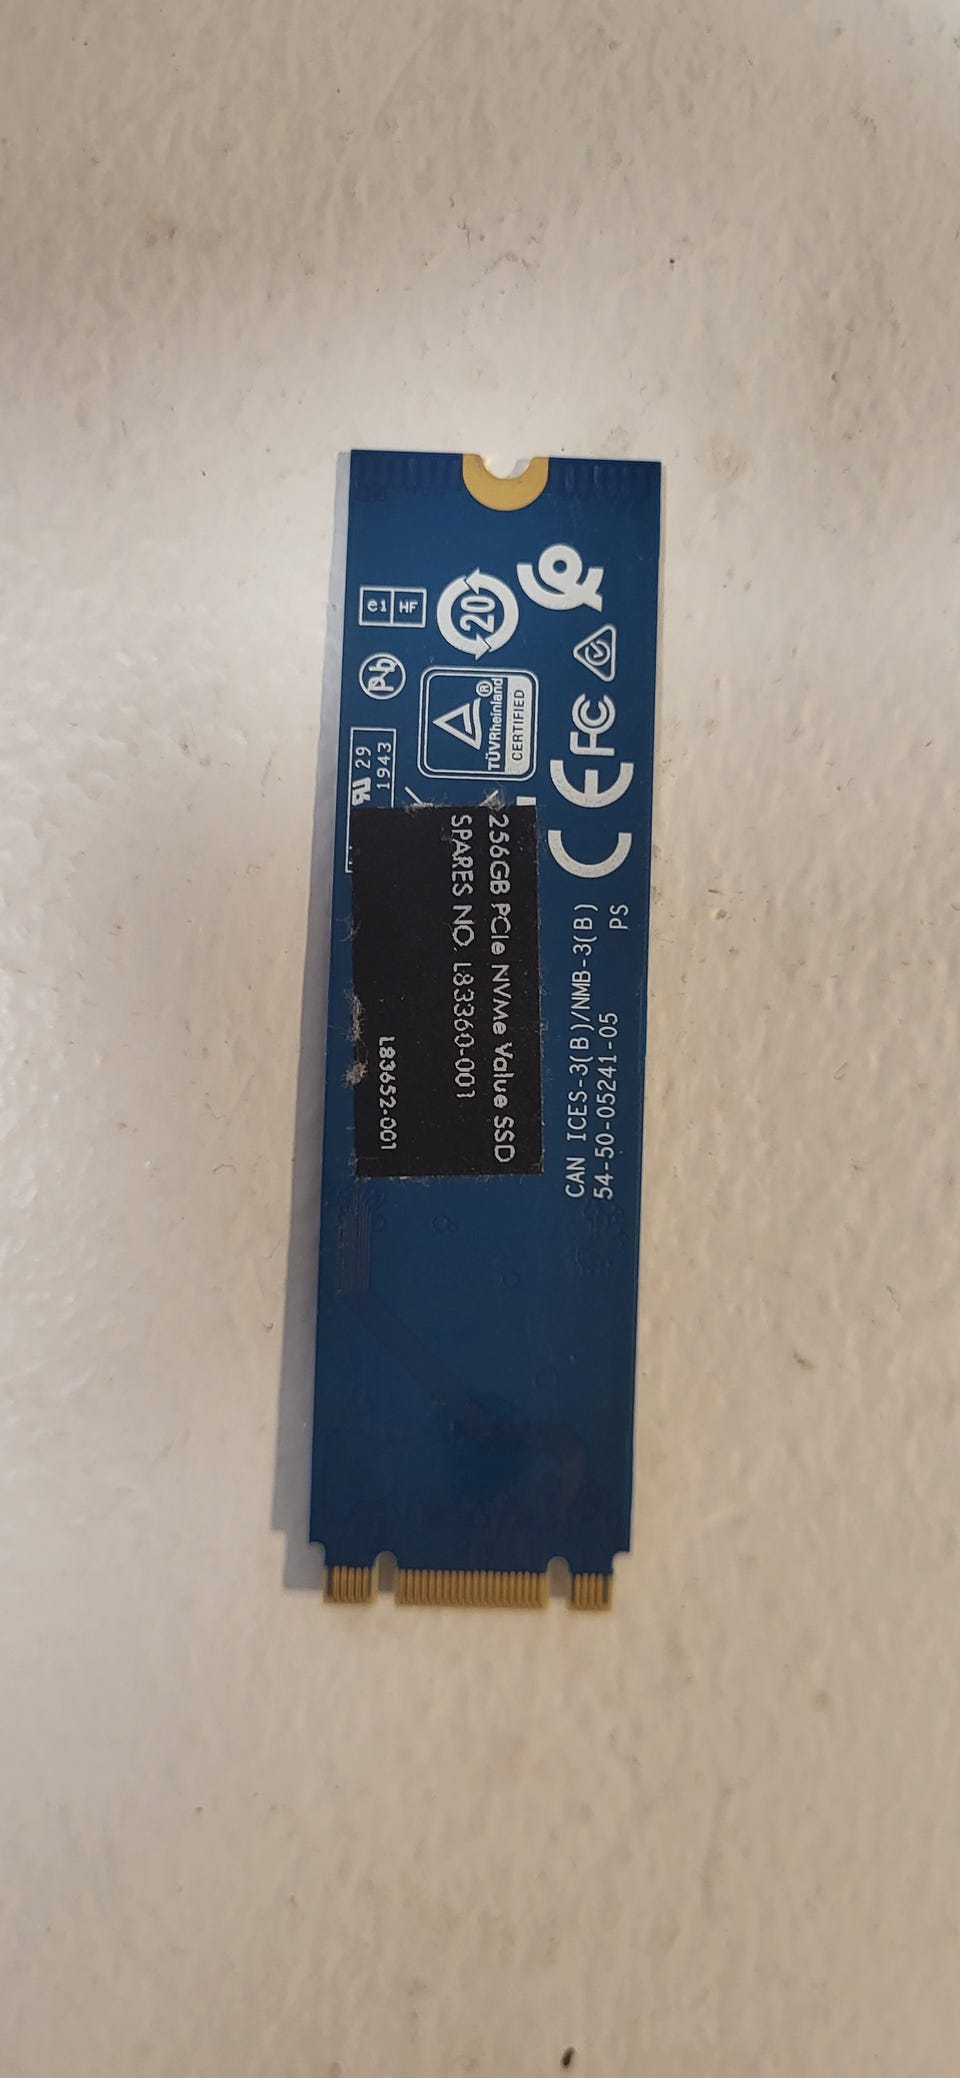 e1 HF
20
Pb
29
1943
TÜVRheinland®
CERTIFIED
FC
CE
256GB PCIe NVMe Value SSD
SPARES NO. L83360-001
L83652-001
CAN ICES-3(B)/NMB-3(B)
54-50-05241-05 PS